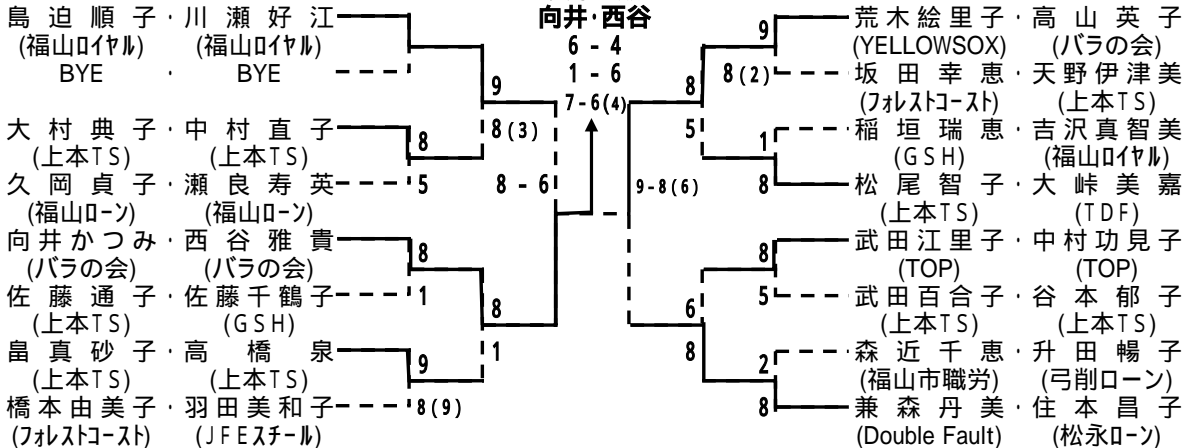 向井・西谷
6 - 4
1 - 6
7-6(4)
島迫順子・川瀬好江
(福山ロイヤル) (福山ロイヤル)
BYE ・ BYE
9
8(3)
大村典子・中村直子
(上本TS) (上本TS)
8
久岡貞子・瀬良寿英
5
(福山ローン) (福山ローン)
8 - 6
向井かつみ・西谷雅貴
(バラの会) (バラの会)
8
佐藤通子・佐藤千鶴子
1
(上本TS) (GSH)
8
1
畠真砂子・高橋泉
(上本TS) (上本TS)
9
橋本由美子・羽田美和子
8(9)
(フォレストコースト) (JFEスチール)
荒木絵里子・高山英子
9
(YELLOWSOX) (バラの会)
8(2)
坂田幸恵・天野伊津美
(フォレストコースト) (上本TS)
8
5
稲垣瑞恵・吉沢真智美
1
(GSH) (福山ロイヤル)
8
松尾智子・大峠美嘉
(上本TS) (TDF)
9-8(6)
武田江里子・中村功見子
8
(TOP) (TOP)
5
武田百合子・谷本郁子
(上本TS) (上本TS)
6
8
森近千恵・升田暢子
2
(福山市職労) (弓削ローン)
8
兼森丹美・住本昌子
(Double Fault) (松永ローン)